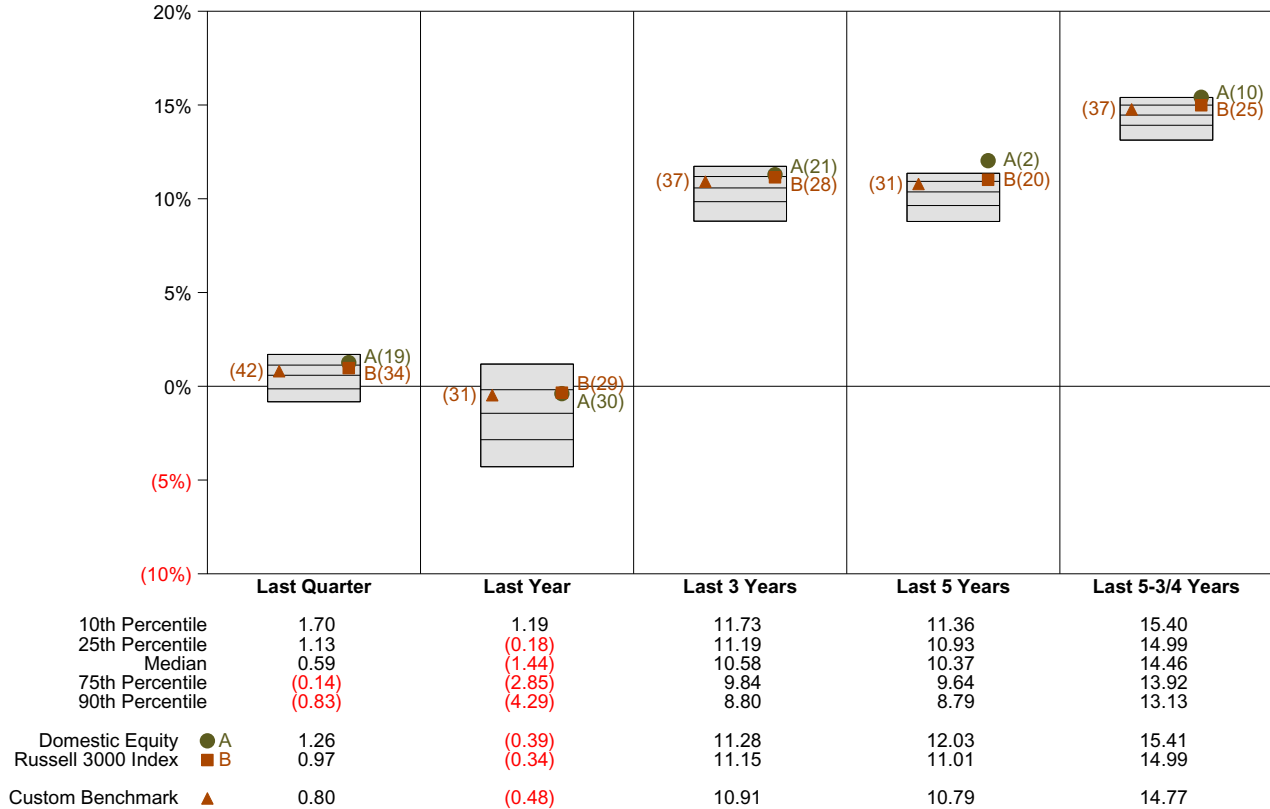 20%
A(10)
(37) B(25)
15%
A(2)
A(21)
(37) B(28)
(31) B(20)
10%
5%
A(19)
(42) B(34)
0%
B(29)
(31) A(30)
(5%)
(10%)
Last Quarter Last Year Last 3 Years Last 5 Years Last 5-3/4 Years
10th Percentile 1.70 1.19 11.73 11.36 15.40
25th Percentile 1.13 (0.18) 11.19 10.93 14.99
Median 0.59 (1.44) 10.58 10.37 14.46
75th Percentile (0.14) (2.85) 9.84 9.64 13.92
90th Percentile (0.83) (4.29) 8.80 8.79 13.13
Domestic Equity A 1.26 (0.39) 11.28 12.03 15.41
Russell 3000 Index B 0.97 (0.34) 11.15 11.01 14.99
Custom Benchmark 0.80 (0.48) 10.91 10.79 14.77